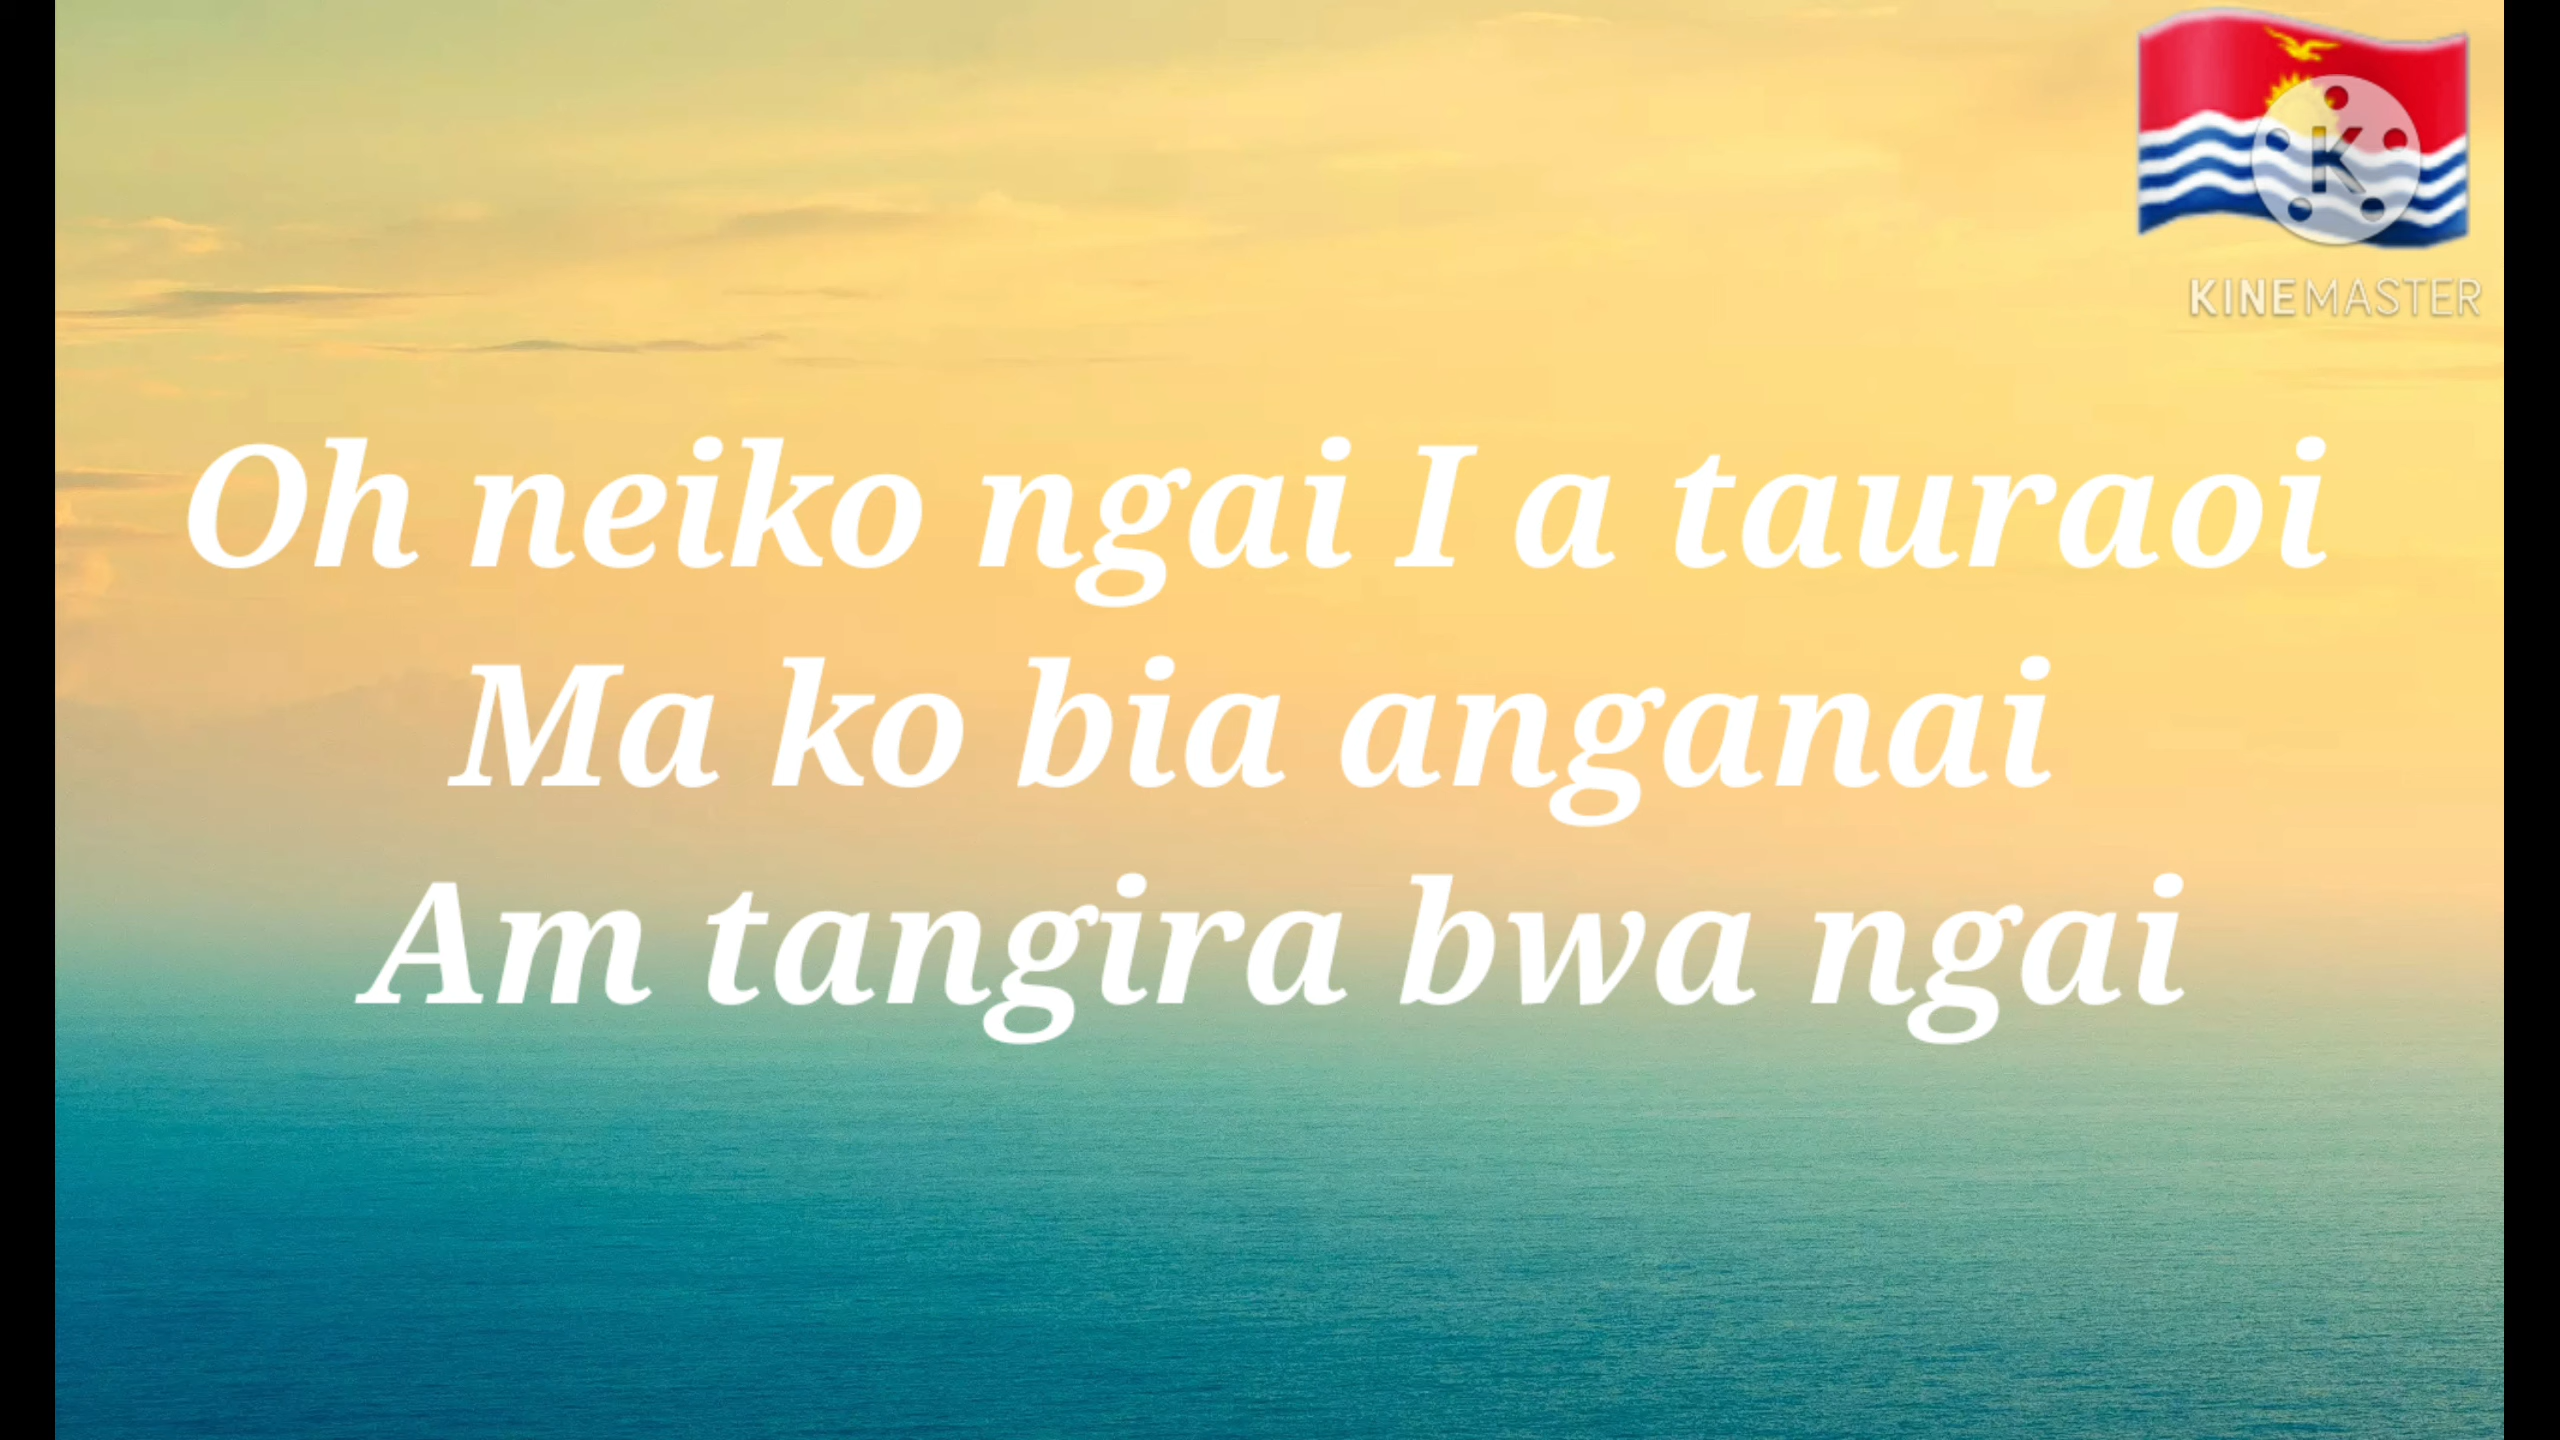 K
KINEMASTER
Oh neiko ngai I a tauraoi
Ma ko bia anganai
Am tangira bwa ngai